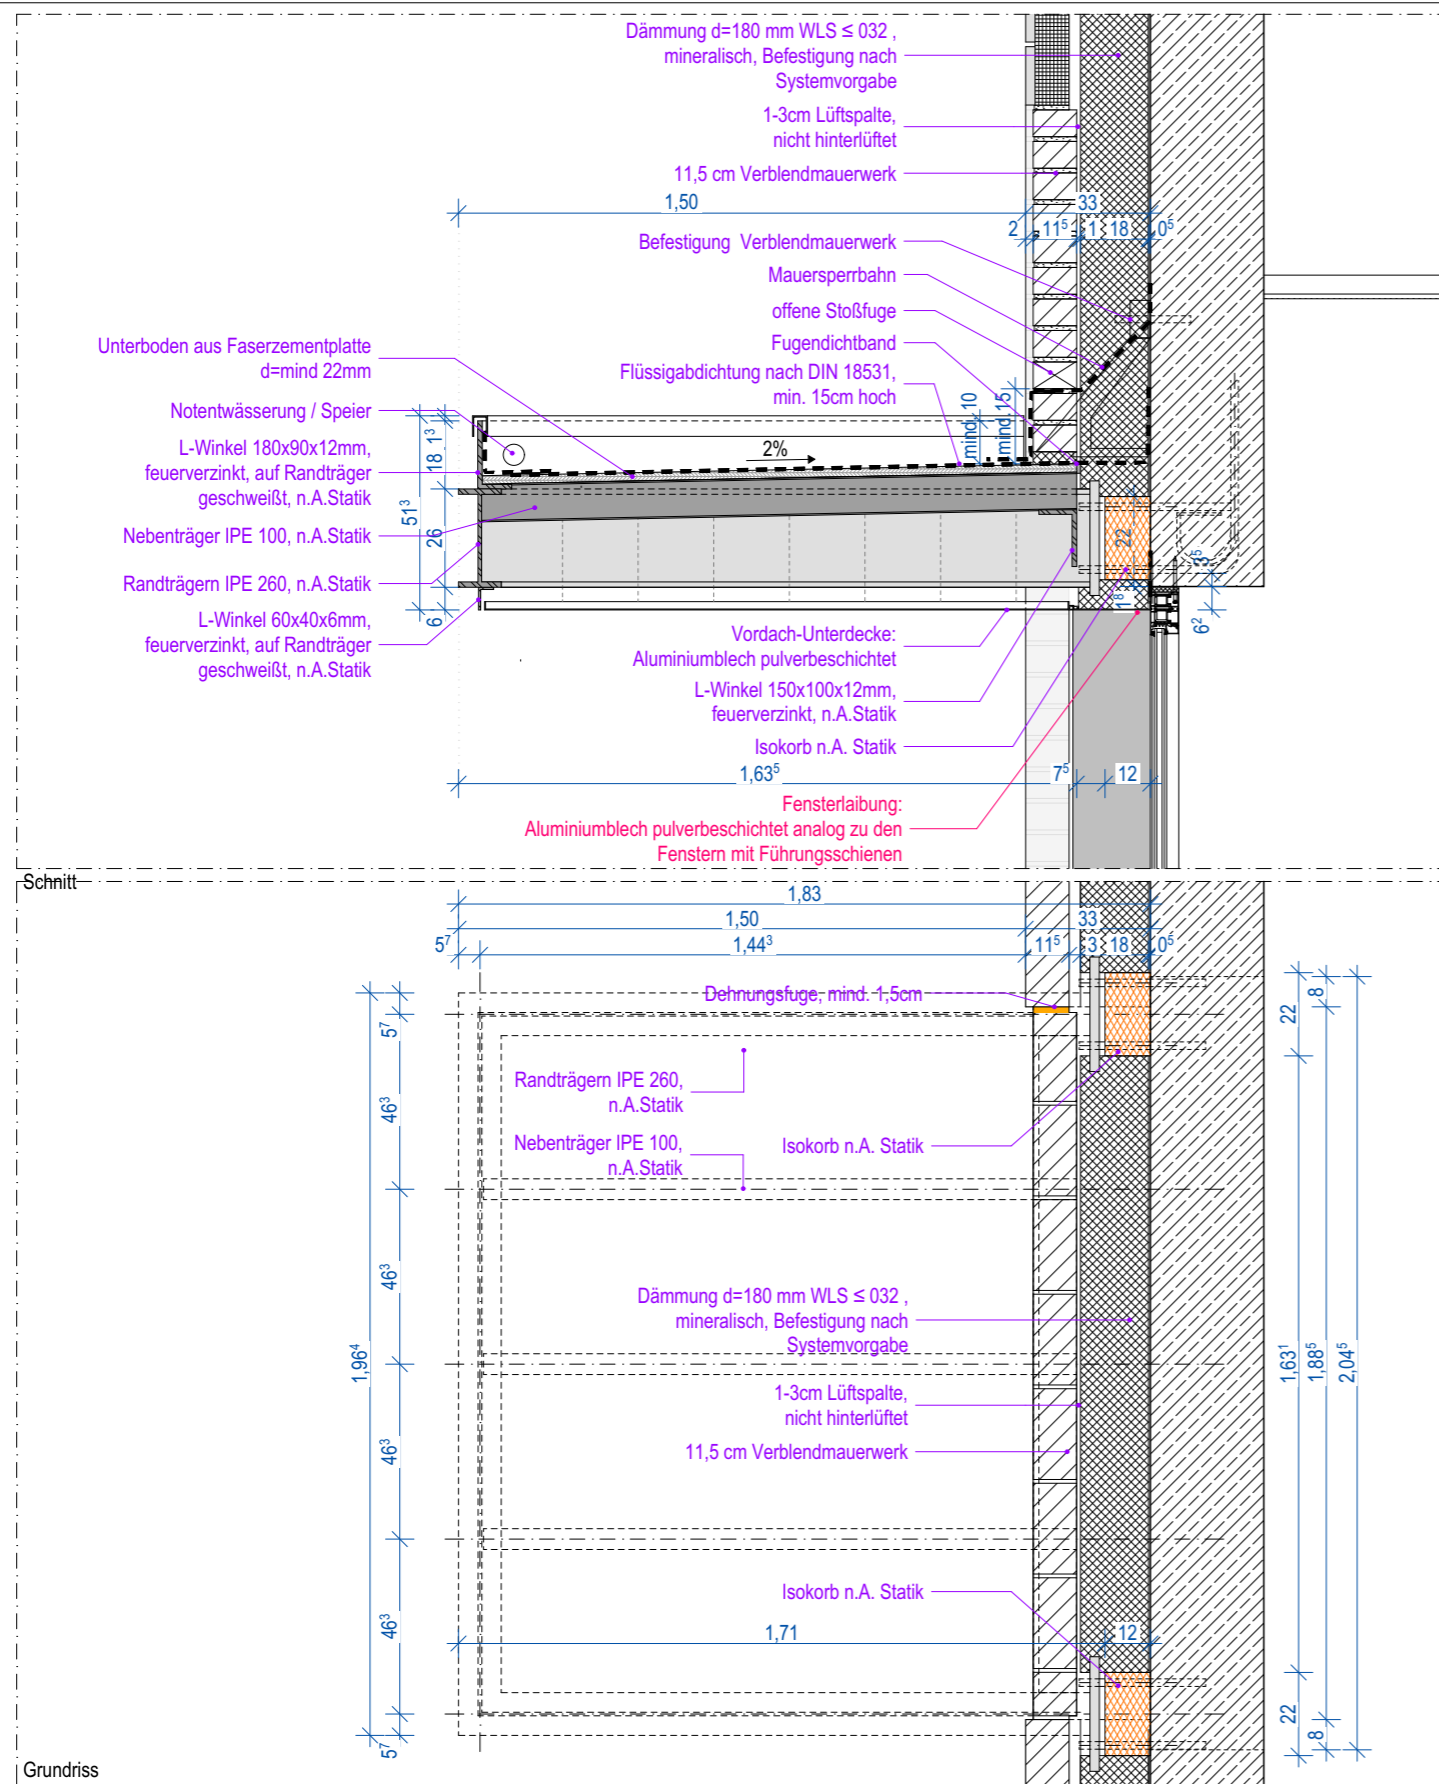 Dämmung d=180 mm WLS ≤ 032 ,
mineralisch, Befestigung nach
Systemvorgabe
1-3cm Lüftspalte,
nicht hinterlüftet
11,5 cm Verblendmauerwerk
1,50
33
2
11⁵
1
18
0⁵
Befestigung Verblendmauerwerk
Mauersperrbahn
offene Stoßfuge
Fugendichtband
Flüssigabdichtung nach DIN 18531,
min. 15cm hoch
mind. 10
mind. 15
Unterboden aus Faserzementplatte
d=mind 22mm
Notentwässerung / Speier
L-Winkel 180x90x12mm,
feuerverzinkt, auf Randträger
geschweißt, n.A.Statik
Nebenträger IPE 100, n.A.Statik
Randträgern IPE 260, n.A.Statik
L-Winkel 60x40x6mm,
feuerverzinkt, auf Randträger
geschweißt, n.A.Statik
51³
1³
18
26
6
2%
22
3⁵
1⁸
6²
Vordach-Unterdecke:
Aluminiumblech pulverbeschichtet
L-Winkel 150x100x12mm,
feuerverzinkt, n.A.Statik
Isokorb n.A. Statik
1,63⁵
7⁵
12
Fensterlaibung:
Aluminiumblech pulverbeschichtet analog zu den
Fenstern mit Führungsschienen
Schnitt
1,83
1,50
33
5⁷
1,44³
11⁵
3
18
0⁵
Dehnungsfuge, mind. 1,5cm
Randträgern IPE 260,
n.A.Statik
Nebenträger IPE 100,
n.A.Statik
Isokorb n.A. Statik
Dämmung d=180 mm WLS ≤ 032 ,
mineralisch, Befestigung nach
Systemvorgabe
1-3cm Lüftspalte,
nicht hinterlüftet
11,5 cm Verblendmauerwerk
Isokorb n.A. Statik
1,71
12
1,96⁴
5⁷
46³
46³
46³
46³
5⁷
22
1,63¹
22
8
1,88⁵
8
2,04⁵
Grundriss